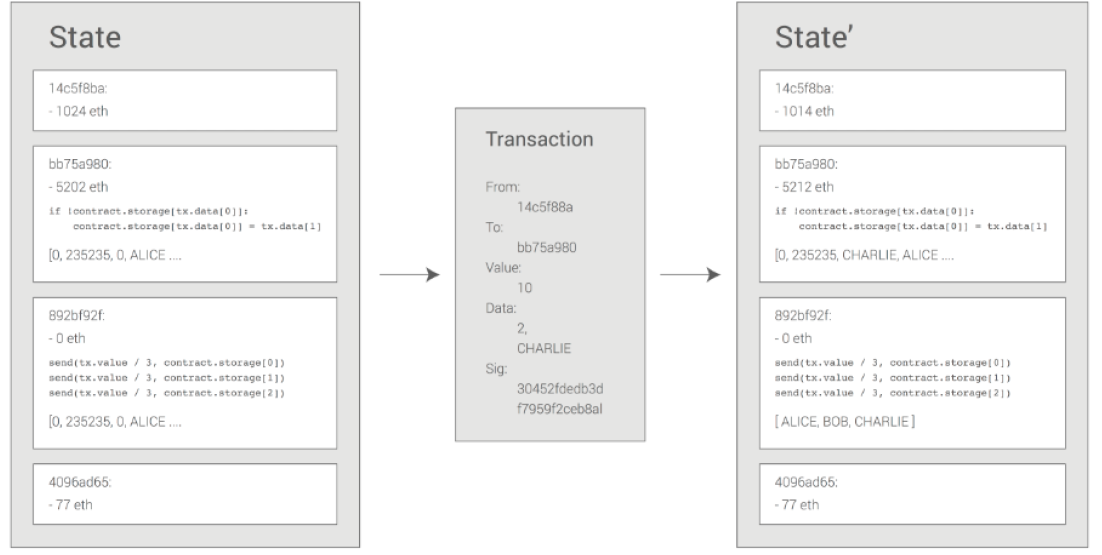 State
14c5f8ba:
- 1024 eth
bb75a980:
- 5202 eth
if !contract.storage[tx.data[0]]:
contract.storage[tx.data[0]] = tx.data[1]
[0, 235235, 0, ALICE ....
892bf92f:
- 0 eth
send(tx.value / 3, contract.storage[0])
send(tx.value / 3, contract.storage[1])
send(tx.value / 3, contract.storage[2])
[0, 235235, 0, ALICE ....
4096ad65:
- 77 eth
Transaction
From:
14c5f88a
To:
bb75a980
Value:
10
Data:
2,
CHARLIE
Sig:
30452fdedb3d
f7959f2ceb8al
State’
14c5f8ba:
- 1014 eth
bb75a980:
- 5212 eth
if !contract.storage[tx.data[0]]:
contract.storage[tx.data[0]] = tx.data[1]
[0, 235235, CHARLIE, ALICE ....
892bf92f:
- 0 eth
send(tx.value / 3, contract.storage[0])
send(tx.value / 3, contract.storage[1])
send(tx.value / 3, contract.storage[2])
[ ALICE, BOB, CHARLIE ]
4096ad65:
- 77 eth